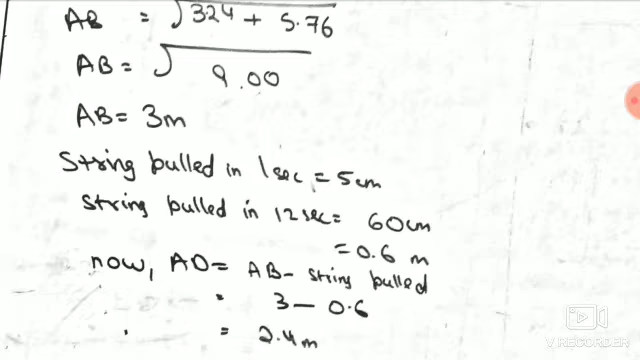 AB = √3.24 + 5.76
AB = √9.00
AB = 3m
String pulled in 1 sec = 5cm
String pulled in 12 sec = 60cm
= 0.6 m
now, AD = AB - string pulled
= 3 - 0.6
= 2.4m
V RECORDER